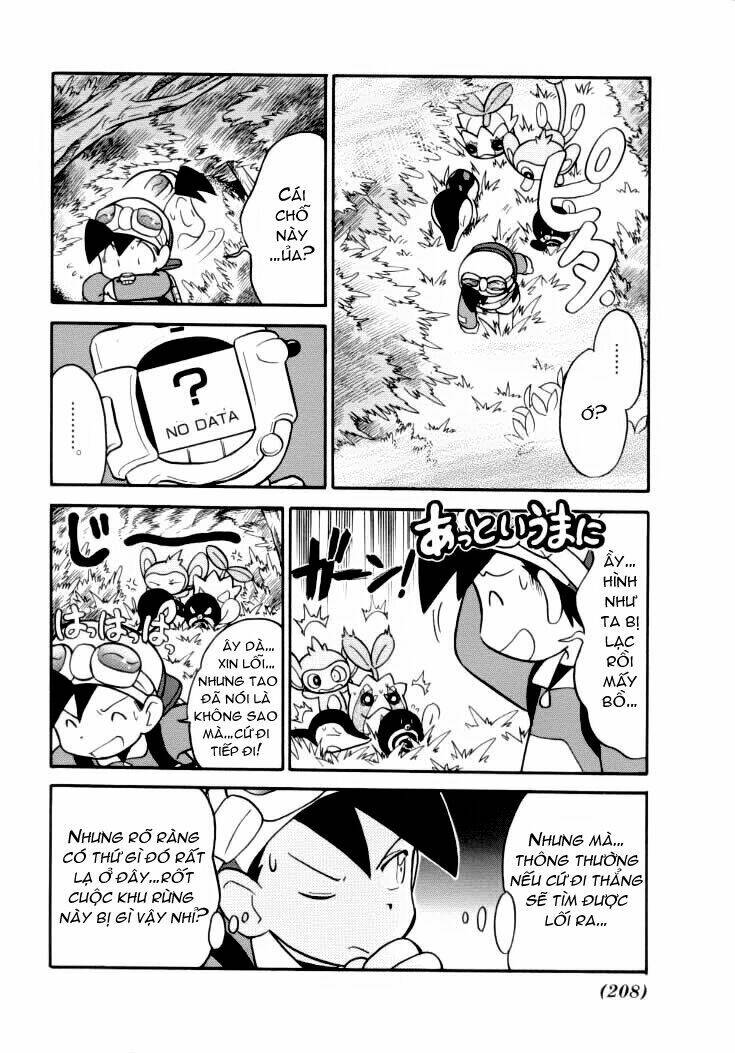 ピタ.
………
Ớ?
CÁI
CHỖ
NÀY
...ỦA?
?
NO DATA
………
あっというまに
ẦY...
HÌNH
NHƯ
TA BỊ
LẠC
RỒI
MẤY
BỒ...
ガーン!
じーー
はっはっはっ
ÂY DÀ...
XIN LỖI...
NHƯNG TAO
ĐÃ NÓI LÀ
KHÔNG SAO
MÀ...CỨ ĐI
TIẾP ĐI!
NHƯNG MÀ...
THÔNG THƯỜNG
NẾU CỨ ĐI THẲNG
SẼ TÌM ĐƯỢC
LỐI RA...
NHƯNG RÕ RÀNG
CÓ THỨ GÌ ĐÓ RẤT
LẠ Ở ĐÂY...RỐT
CUỘC KHU RỪNG
NÀY BỊ GÌ VẬY NHỈ?
(208)